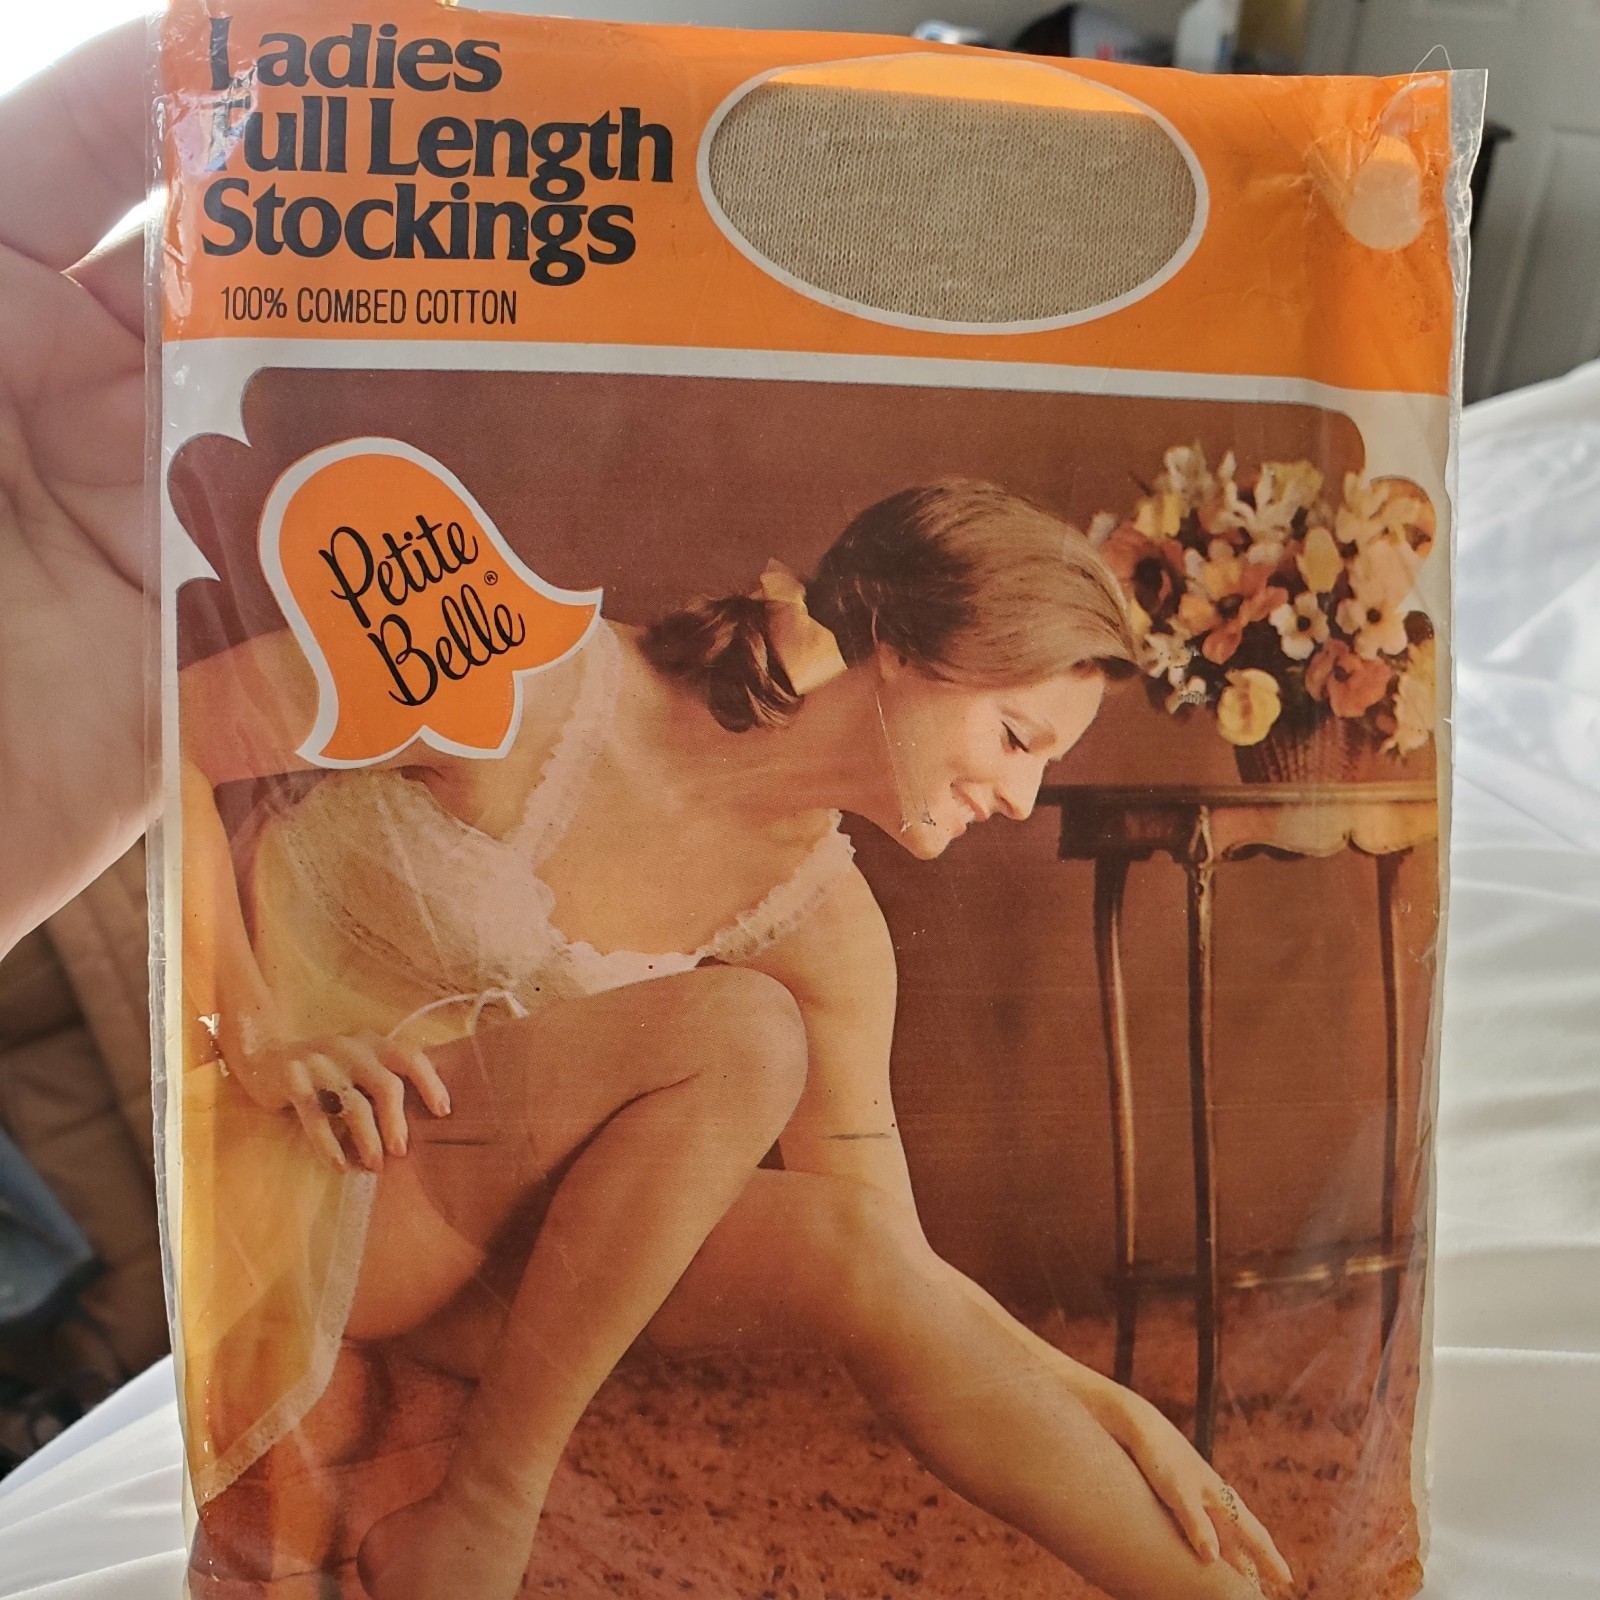 Ladies
Full Length
Stockings
100% COMBED COTTON
Petite
Belle®